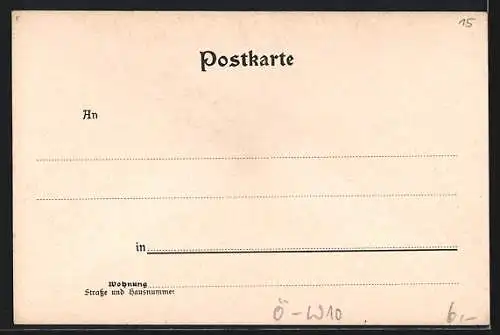 15
Postkarte
An
in
Wohnung
Straße und Hausnummer
Ö - W10
6,-